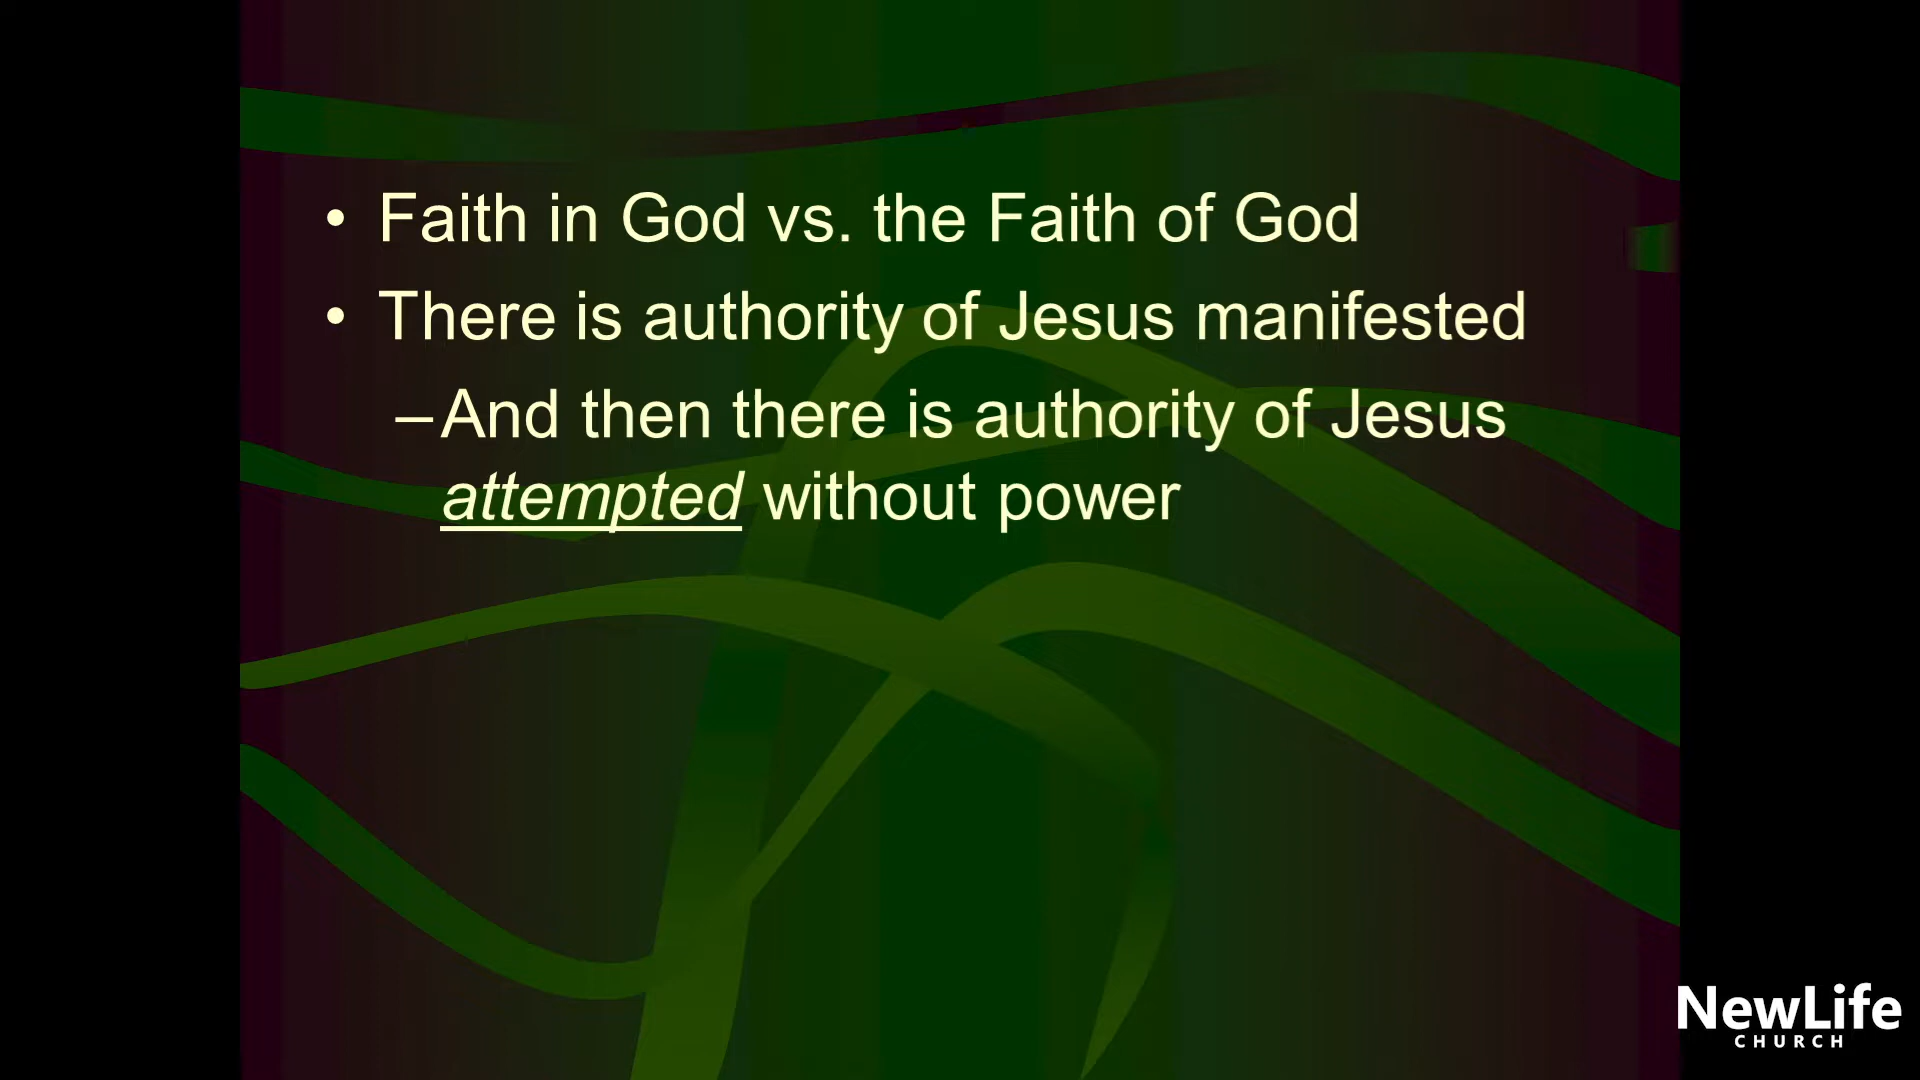 • Faith in God vs. the Faith of God
• There is authority of Jesus manifested
–And then there is authority of Jesus
attempted without power
NewLife
CHURCH